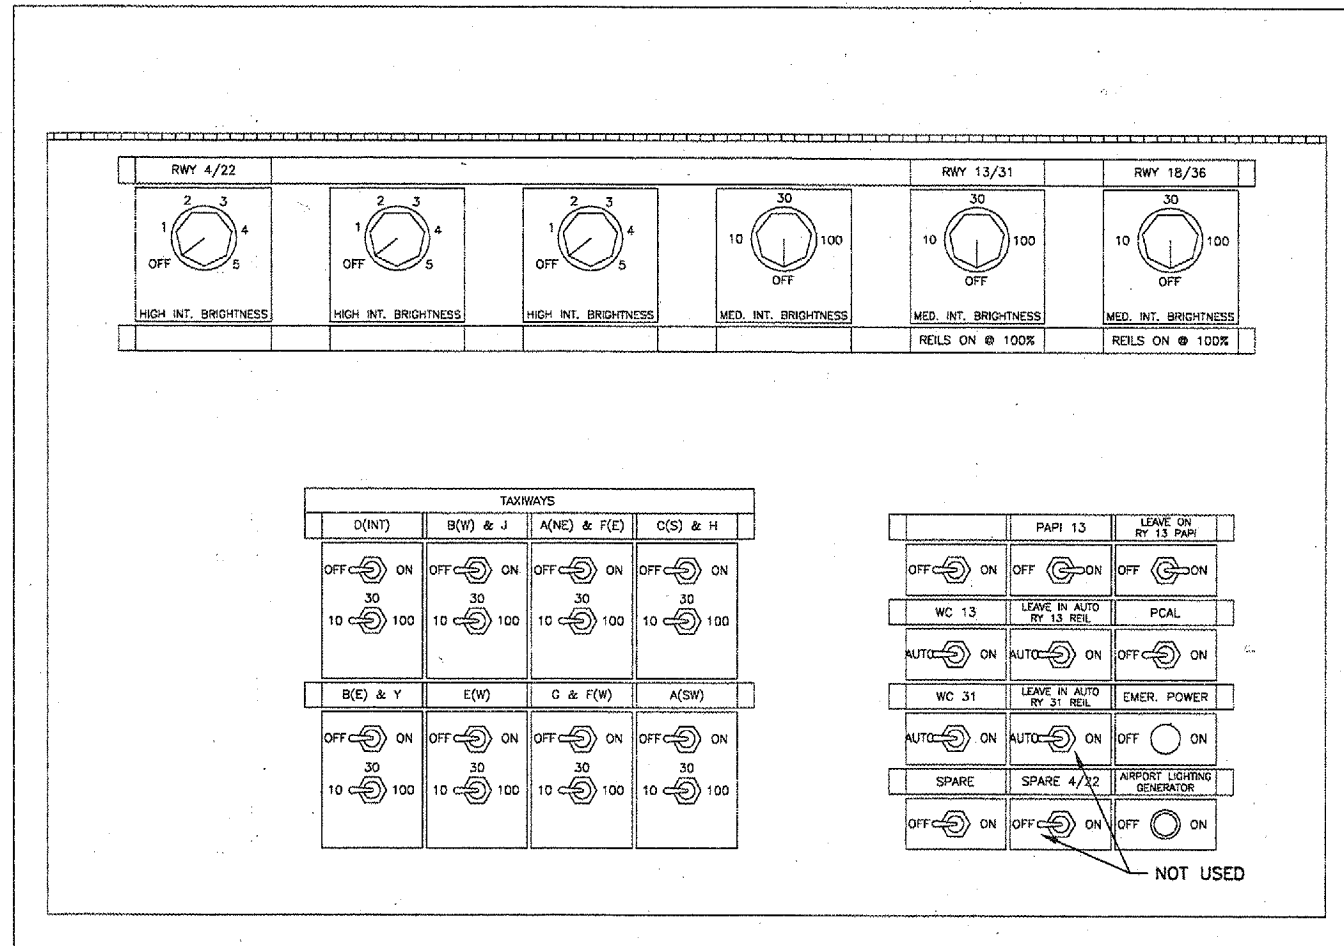 RWY 4/22 RWY 13/31 RWY 18/36
2 3 2 3 2 3 30 30 30
1 4 1 4 1 4 10 100 10 100 10 100
OFF 5 OFF 5 OFF 5 OFF OFF OFF
HIGH INT. BRIGHTNESS HIGH INT. BRIGHTNESS HIGH INT. BRIGHTNESS MED. INT. BRIGHTNESS MED. INT. BRIGHTNESS MED. INT. BRIGHTNESS
REILS ON @ 100% REILS ON @ 100%
TAXIWAYS
D(INT) B(W) & J A(NE) & F(E) C(S) & H
OFF ON OFF ON OFF ON OFF ON
30 30 30 30
10 100 10 100 10 100 10 100
B(E) & Y E(W) G & F(W) A(SW)
OFF ON OFF ON OFF ON OFF ON
30 30 30 30
10 100 10 100 10 100 10 100
PAPI 13 LEAVE ON
RY 13 PAPI
OFF ON OFF ON OFF ON
WC 13 LEAVE IN AUTO
RY 13 REIL PCAL
AUTO ON AUTO ON OFF ON
WC 31 LEAVE IN AUTO
RY 31 REIL EMER. POWER
AUTO ON AUTO ON OFF ON
SPARE SPARE 4/22 AIRPORT LIGHTING
GENERATOR
OFF ON OFF ON OFF ON
NOT USED